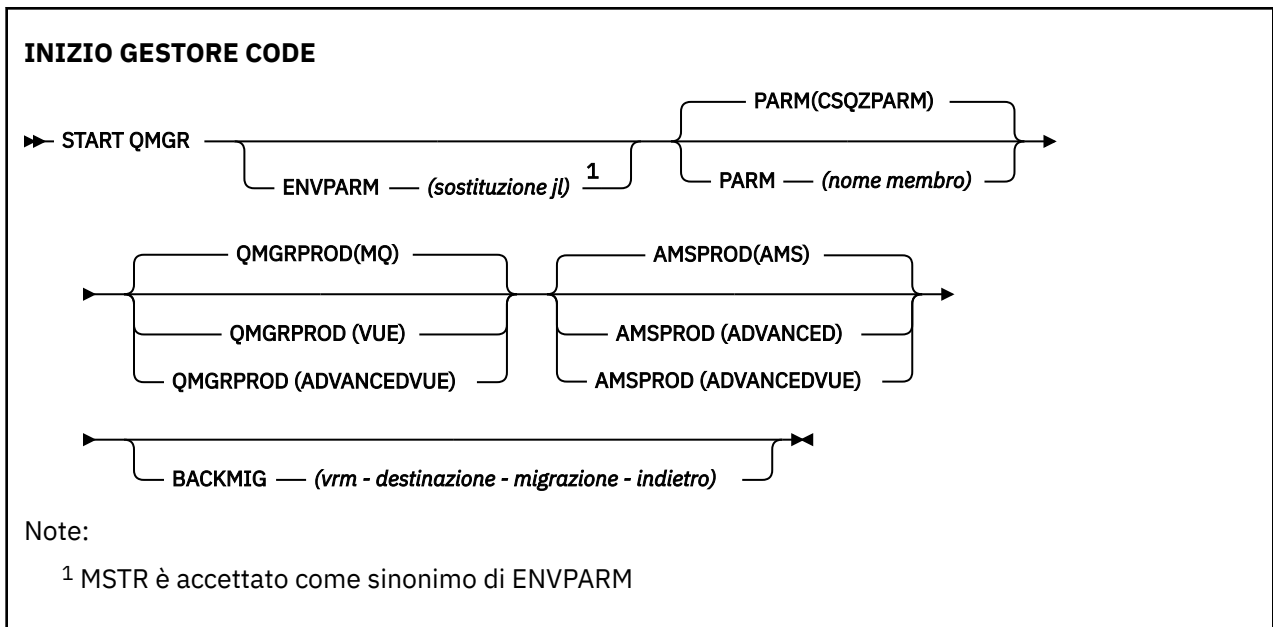 INIZIO GESTORE CODE
PARM(CSQZPARM)
START QMGR
ENVPARM (sostituzione jl) 1
PARM (nome membro)
QMGRPROD(MQ)
AMSPROD(AMS)
QMGRPROD (VUE)
AMSPROD (ADVANCED)
QMGRPROD (ADVANCEDVUE)
AMSPROD (ADVANCEDVUE)
BACKMIG (vrm - destinazione - migrazione - indietro)
Note:
1 MSTR è accettato come sinonimo di ENVPARM